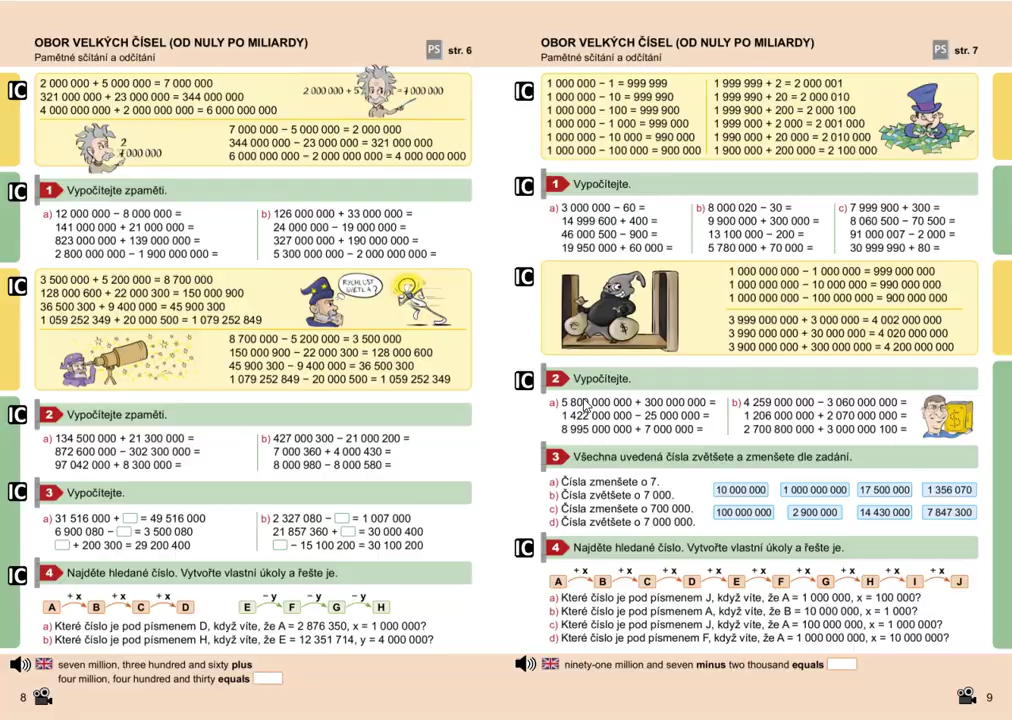 OBOR VELKÝCH ČÍSEL (OD NULY PO MILIARDY)
Pamětné sčítání a odčítání
PS str. 6
IC
2 000 000 + 5 000 000 = 7 000 000
321 000 000 + 23 000 000 = 344 000 000
4 000 000 000 + 2 000 000 000 = 6 000 000 000
7 000 000 − 5 000 000 = 2 000 000
344 000 000 − 23 000 000 = 321 000 000
6 000 000 000 − 2 000 000 000 = 4 000 000 000
IC
1 Vypočítejte zpaměti.
a) 12 000 000 − 8 000 000 =
141 000 000 + 21 000 000 =
823 000 000 + 139 000 000 =
2 800 000 000 − 1 900 000 000 =
b) 126 000 000 + 33 000 000 =
24 000 000 − 19 000 000 =
327 000 000 + 190 000 000 =
5 300 000 000 − 2 000 000 000 =
IC
3 500 000 + 5 200 000 = 8 700 000
128 000 600 + 22 000 300 = 150 000 900
36 500 300 + 9 400 000 = 45 900 300
1 059 252 349 + 20 000 500 = 1 079 252 849
RYCHLOST
SVĚTLA?
8 700 000 − 5 200 000 = 3 500 000
150 000 900 − 22 000 300 = 128 000 600
45 900 300 − 9 400 000 = 36 500 300
1 079 252 849 − 20 000 500 = 1 059 252 349
IC
2 Vypočítejte zpaměti.
a) 134 500 000 + 21 300 000 =
872 600 000 − 302 300 000 =
97 042 000 + 8 300 000 =
b) 427 000 300 − 21 000 200 =
7 000 360 + 4 000 430 =
8 000 980 − 8 000 580 =
IC
3 Vypočítejte.
a) 31 516 000 + = 49 516 000
6 900 080 − = 3 500 080
+ 200 300 = 29 200 400
b) 2 327 080 − = 1 007 000
21 857 360 + = 30 000 400
− 15 100 200 = 30 100 200
IC
4 Najděte hledané číslo. Vytvořte vlastní úkoly a řešte je.
+ x + x + x − y − y − y
A B C D E F G H
a) Které číslo je pod písmenem D, když víte, že A = 2 876 350, x = 1 000 000?
b) Které číslo je pod písmenem H, když víte, že E = 12 351 714, y = 4 000 000?
seven million, three hundred and sixty plus
four million, four hundred and thirty equals
8
OBOR VELKÝCH ČÍSEL (OD NULY PO MILIARDY)
Pamětné sčítání a odčítání
PS str. 7
IC
1 000 000 − 1 = 999 999
1 000 000 − 10 = 999 990
1 000 000 − 100 = 999 900
1 000 000 − 1 000 = 999 000
1 000 000 − 10 000 = 990 000
1 000 000 − 100 000 = 900 000
1 999 999 + 2 = 2 000 001
1 999 990 + 20 = 2 000 010
1 999 900 + 200 = 2 000 100
1 999 000 + 2 000 = 2 001 000
1 990 000 + 20 000 = 2 010 000
1 900 000 + 200 000 = 2 100 000
IC
1 Vypočítejte.
a) 3 000 000 − 60 =
14 999 600 + 400 =
46 000 500 − 900 =
19 950 000 + 60 000 =
b) 8 000 020 − 30 =
9 900 000 + 300 000 =
13 100 000 − 200 =
5 780 000 + 70 000 =
c) 7 999 900 + 300 =
8 060 500 − 70 500 =
91 000 007 − 2 000 =
30 999 990 + 80 =
IC
1 000 000 000 − 1 000 000 = 999 000 000
1 000 000 000 − 10 000 000 = 990 000 000
1 000 000 000 − 100 000 000 = 900 000 000
3 999 000 000 + 3 000 000 = 4 002 000 000
3 990 000 000 + 30 000 000 = 4 020 000 000
3 900 000 000 + 300 000 000 = 4 200 000 000
IC
2 Vypočítejte.
a) 5 800 000 000 + 300 000 000 =
1 422 000 000 − 25 000 000 =
8 995 000 000 + 7 000 000 =
b) 4 259 000 000 − 3 060 000 000 =
1 206 000 000 + 2 070 000 000 =
2 700 800 000 + 3 000 000 100 =
3 Všechna uvedená čísla zvětšete a zmenšete dle zadání.
a) Čísla zmenšete o 7.
b) Čísla zvětšete o 7 000.
c) Čísla zmenšete o 700 000.
d) Čísla zvětšete o 7 000 000.
10 000 000 1 000 000 000 17 500 000 1 356 070
100 000 000 2 900 000 14 430 000 7 847 300
IC
4 Najděte hledané číslo. Vytvořte vlastní úkoly a řešte je.
+ x + x + x + x + x + x + x + x + x
A B C D E F G H I J
a) Které číslo je pod písmenem J, když víte, že A = 1 000 000, x = 100 000?
b) Které číslo je pod písmenem A, když víte, že B = 10 000 000, x = 1 000?
c) Které číslo je pod písmenem J, když víte, že A = 100 000 000, x = 1 000 000?
d) Které číslo je pod písmenem F, když víte, že A = 1 000 000 000, x = 10 000 000?
ninety-one million and seven minus two thousand equals
9